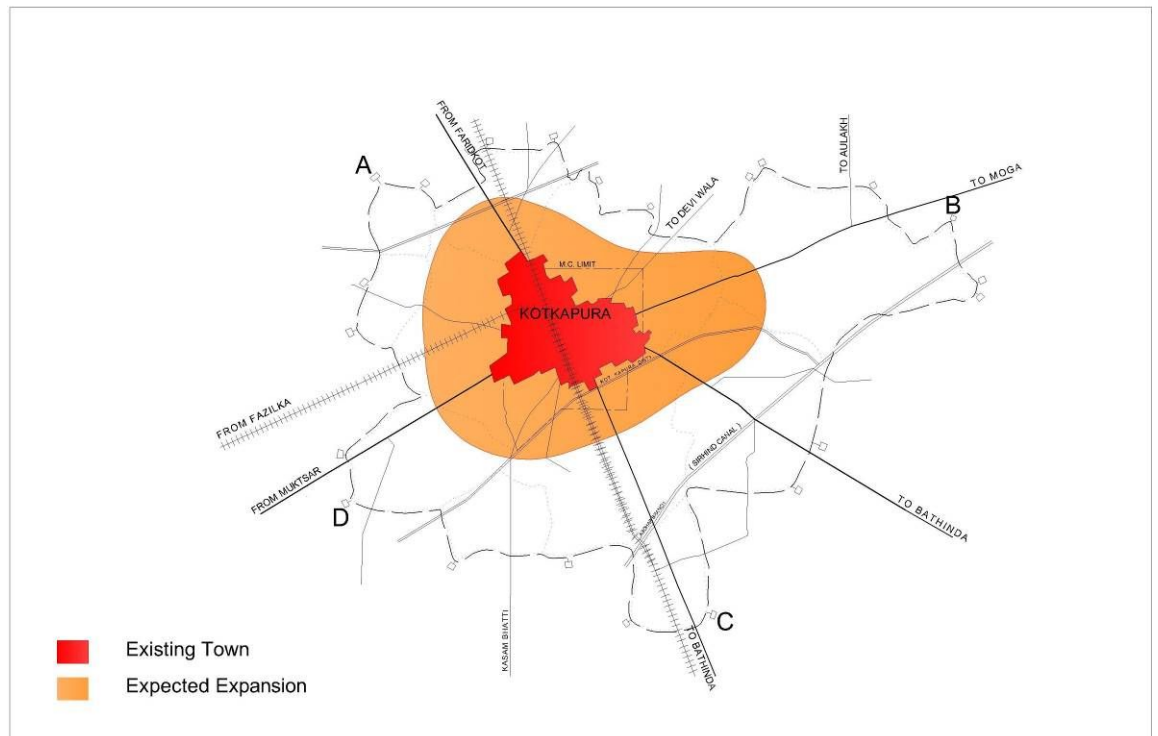 FROM FARIDKOT
A
TO AULAKH
TO MOGA
B
TO DEVI WALA
M.C. LIMIT
KOTKAPURA
FROM FAZILKA
( SIRHIND CANAL )
FROM MUKTSAR
D
TO BATHINDA
KASAM BHATTI
C
TO BATHINDA
Existing Town
Expected Expansion